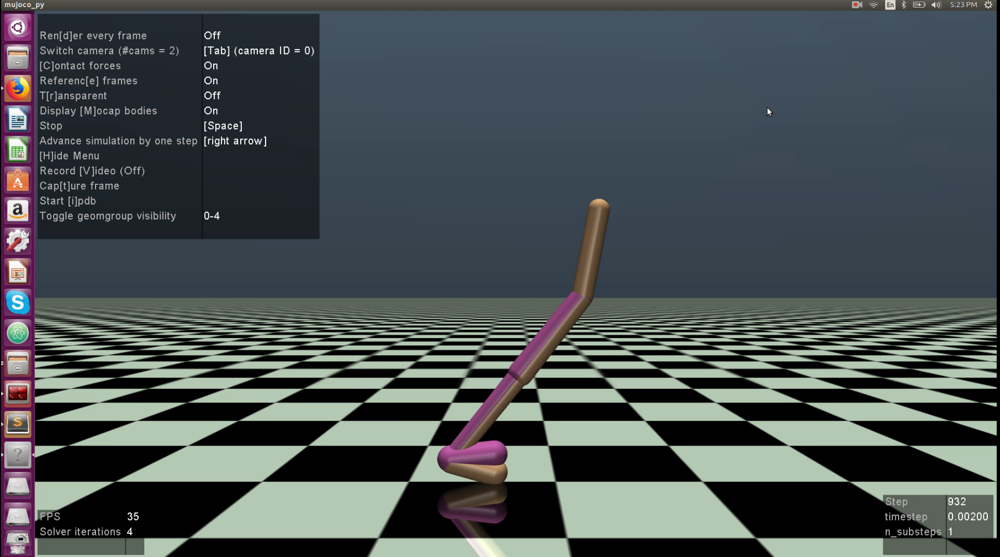 mujoco_py
En
5:23 PM
Ren[d]er every frame Off
Switch camera (#cams = 2) [Tab] (camera ID = 0)
[C]ontact forces On
Referenc[e] frames On
T[r]ansparent Off
Display [M]ocap bodies On
Stop [Space]
Advance simulation by one step [right arrow]
[H]ide Menu
Record [V]ideo (Off)
Cap[t]ure frame
Start [i]pdb
Toggle geomgroup visibility 0-4
a
S
S
?
FPS 35
Solver iterations 4
Step 932
timestep 0.00200
n_substeps 1